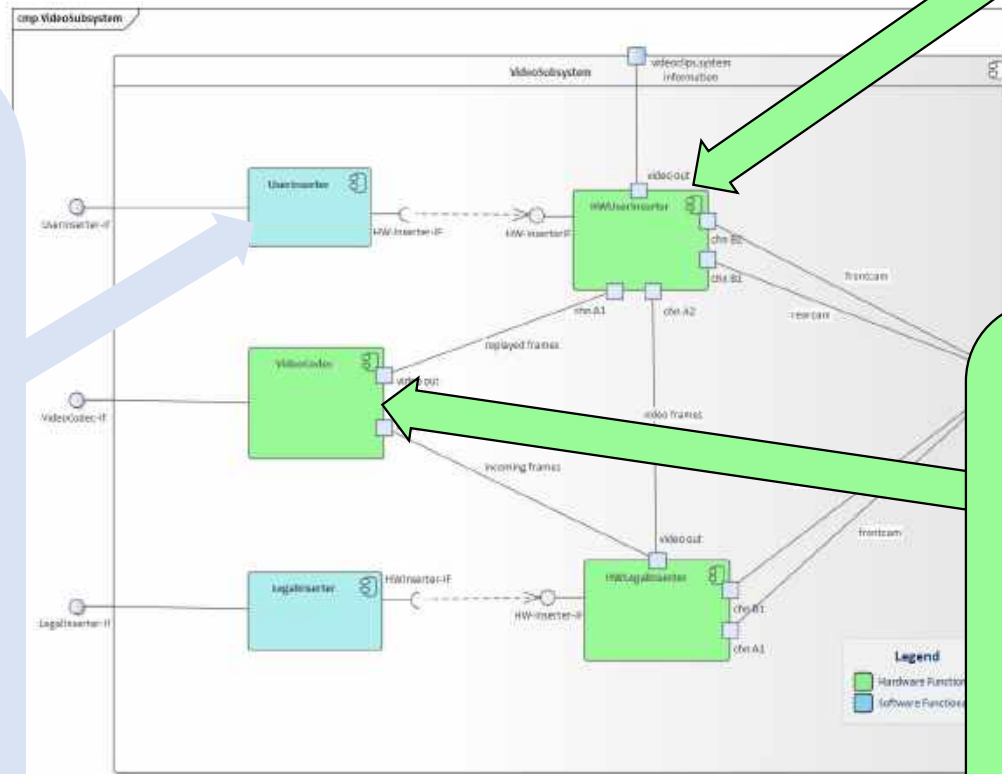 cmp VideoSubsystem
VideoSubsystem
videoclips,system
information
video out
UserInserter
HWUserInserter
UserInserter-IF
HW-Inserter-IF
HW-InserterIF
chn B2
chn B1
frontcam
rearcam
chn A1
chn A2
replayed frames
VideoCodec
video out
VideoCodec-IF
video frames
incoming frames
frontcam
video out
LegalInserter
HWInserter-IF
HWLegalInserter
LegalInserter-IF
HW-Inserter-IF
chn B1
chn A1
Legend
Hardware Function
Software Functiona